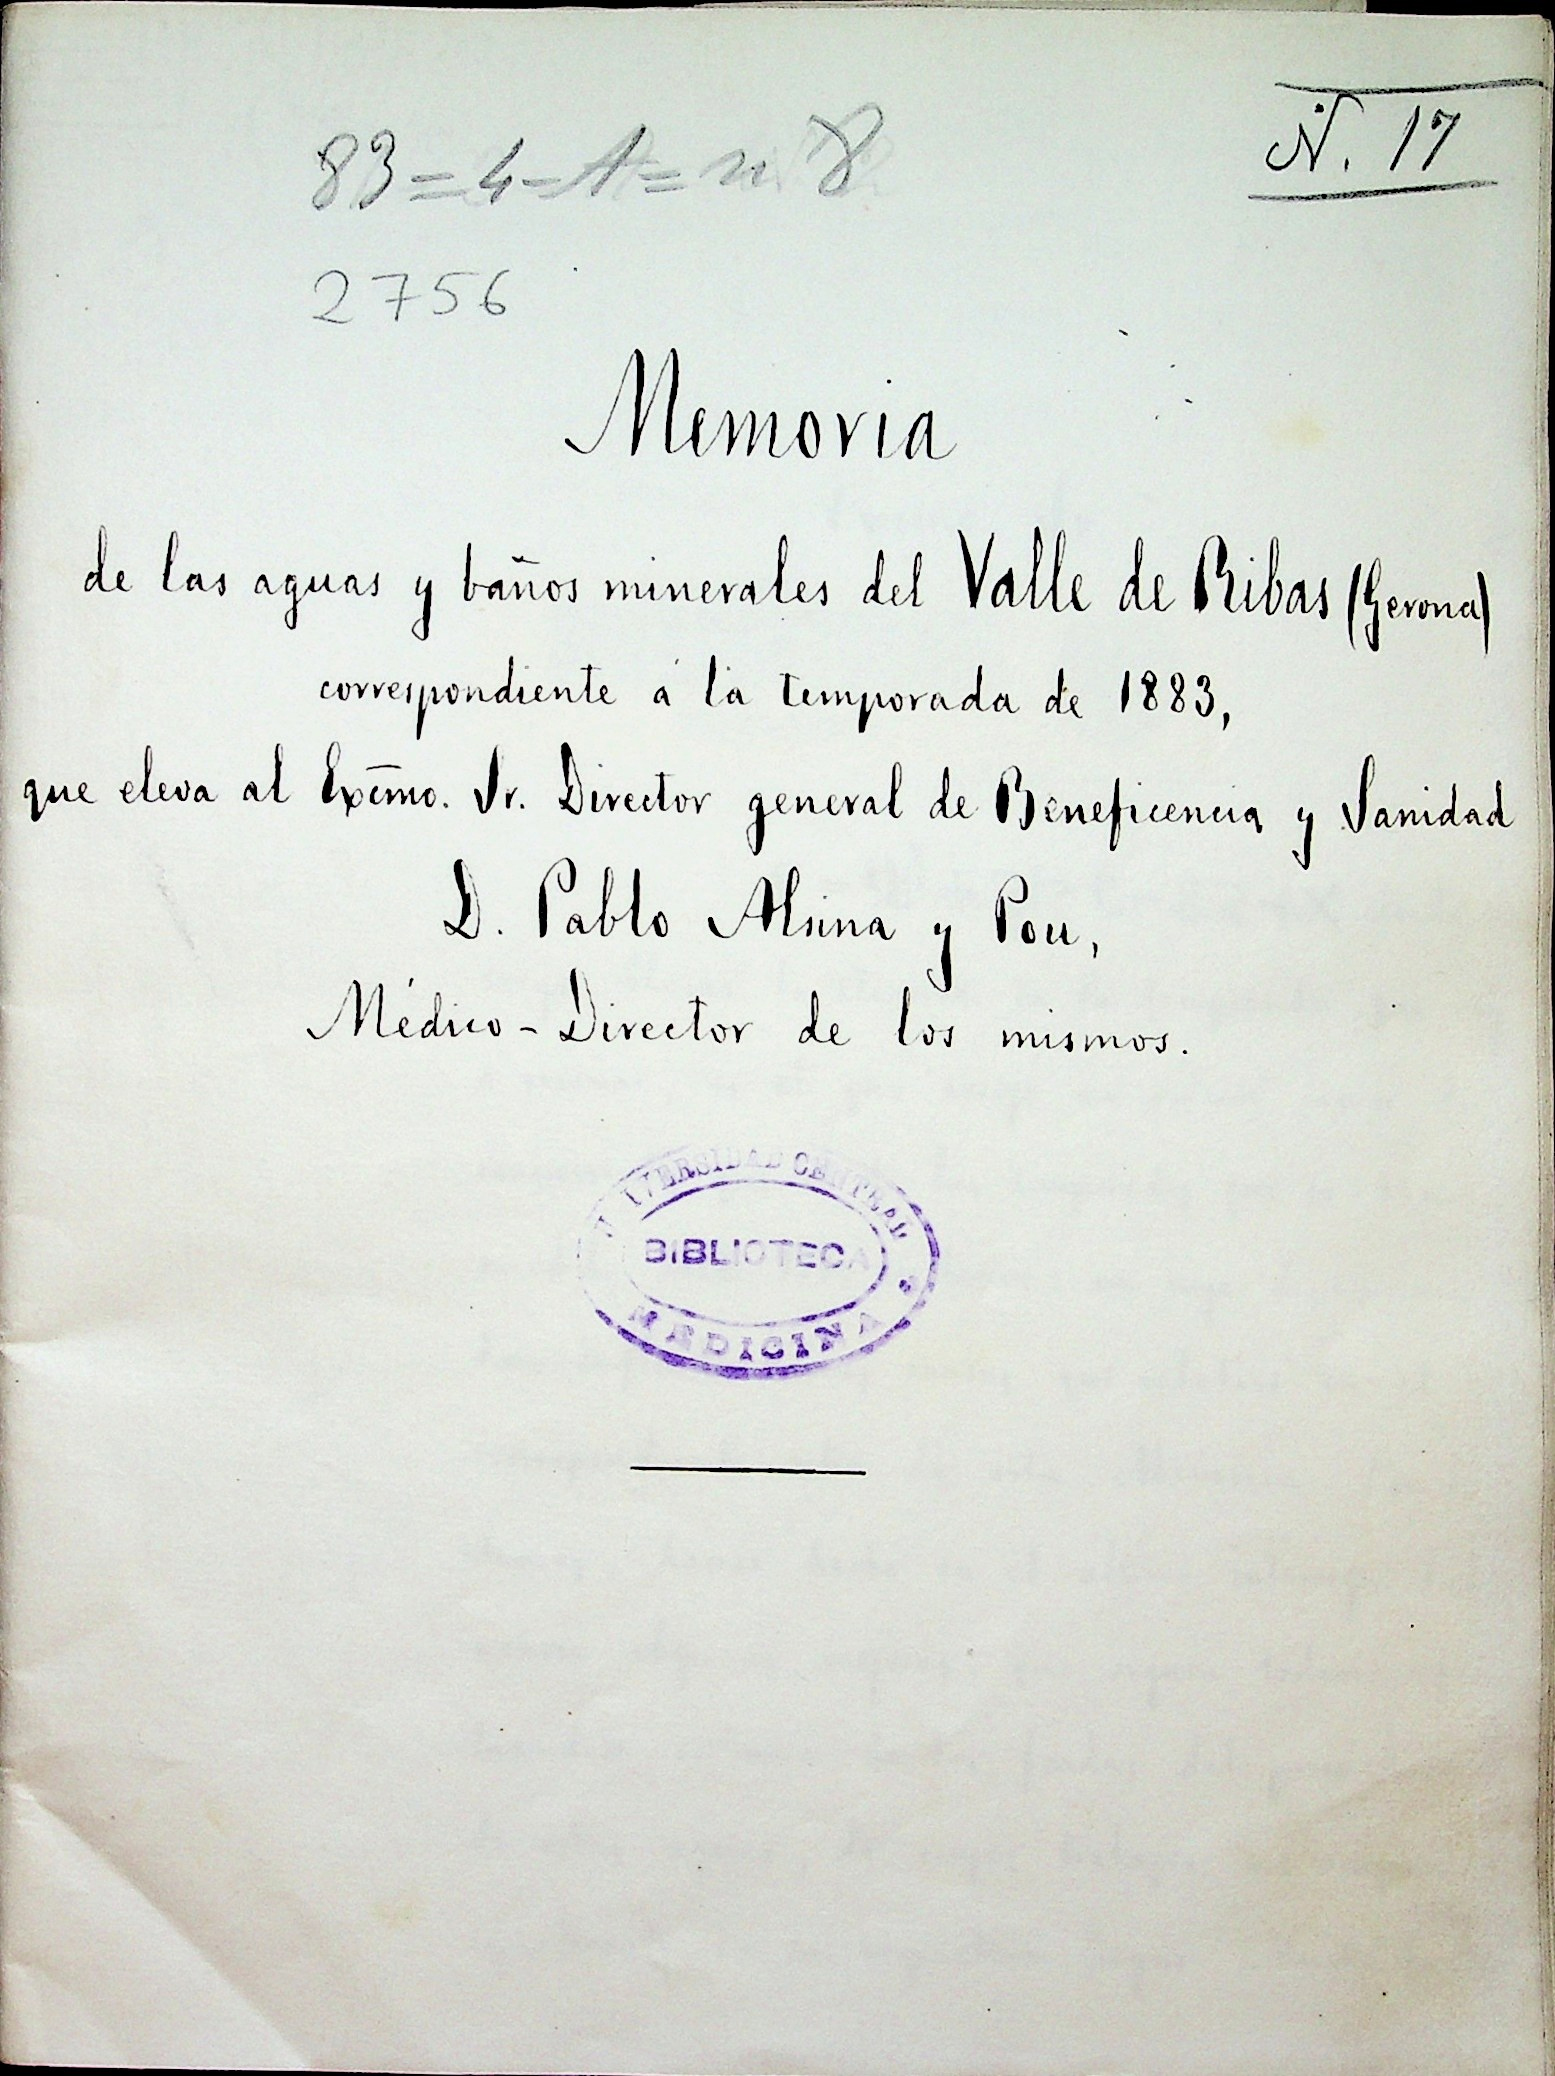 N. 17
83=4-A=n 8
2756
Memoria
de las aguas y baños minerales del Valle de Ribas (Gerona)
correspondiente á la temporada de 1883,
que eleva al Excmo. Sr. Director general de Beneficencia y Sanidad
D. Pablo Alsina y Pou,
Médico-Director de los mismos.
UNIVERSIDAD CENTRAL
BIBLIOTECA
MEDICINA